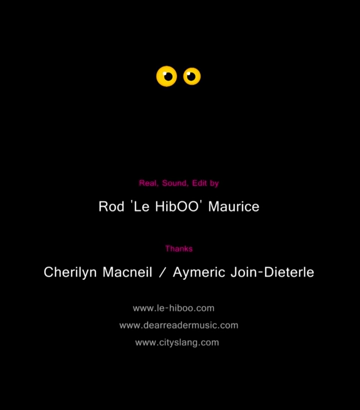 Real, Sound, Edit by
Rod 'Le HibOO' Maurice
Thanks
Cherilyn Macneil / Aymeric Join-Dieterle
www.le-hiboo.com
www.dearreadermusic.com
www.cityslang.com